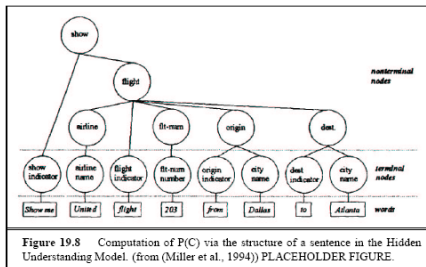 show
flight
nonterminal
nodes
airline
flt-num
origin
dest.
show
indicator
airline
name
flight
indicator
flt-num
number
origin
indicator
city
name
dest
indicator
city
name
terminal
nodes
Show me
United
flight
203
from
Dallas
to
Atlanta
words
Figure 19.8 Computation of P(C) via the structure of a sentence in the Hidden
Understanding Model. (from (Miller et al., 1994)) PLACEHOLDER FIGURE.